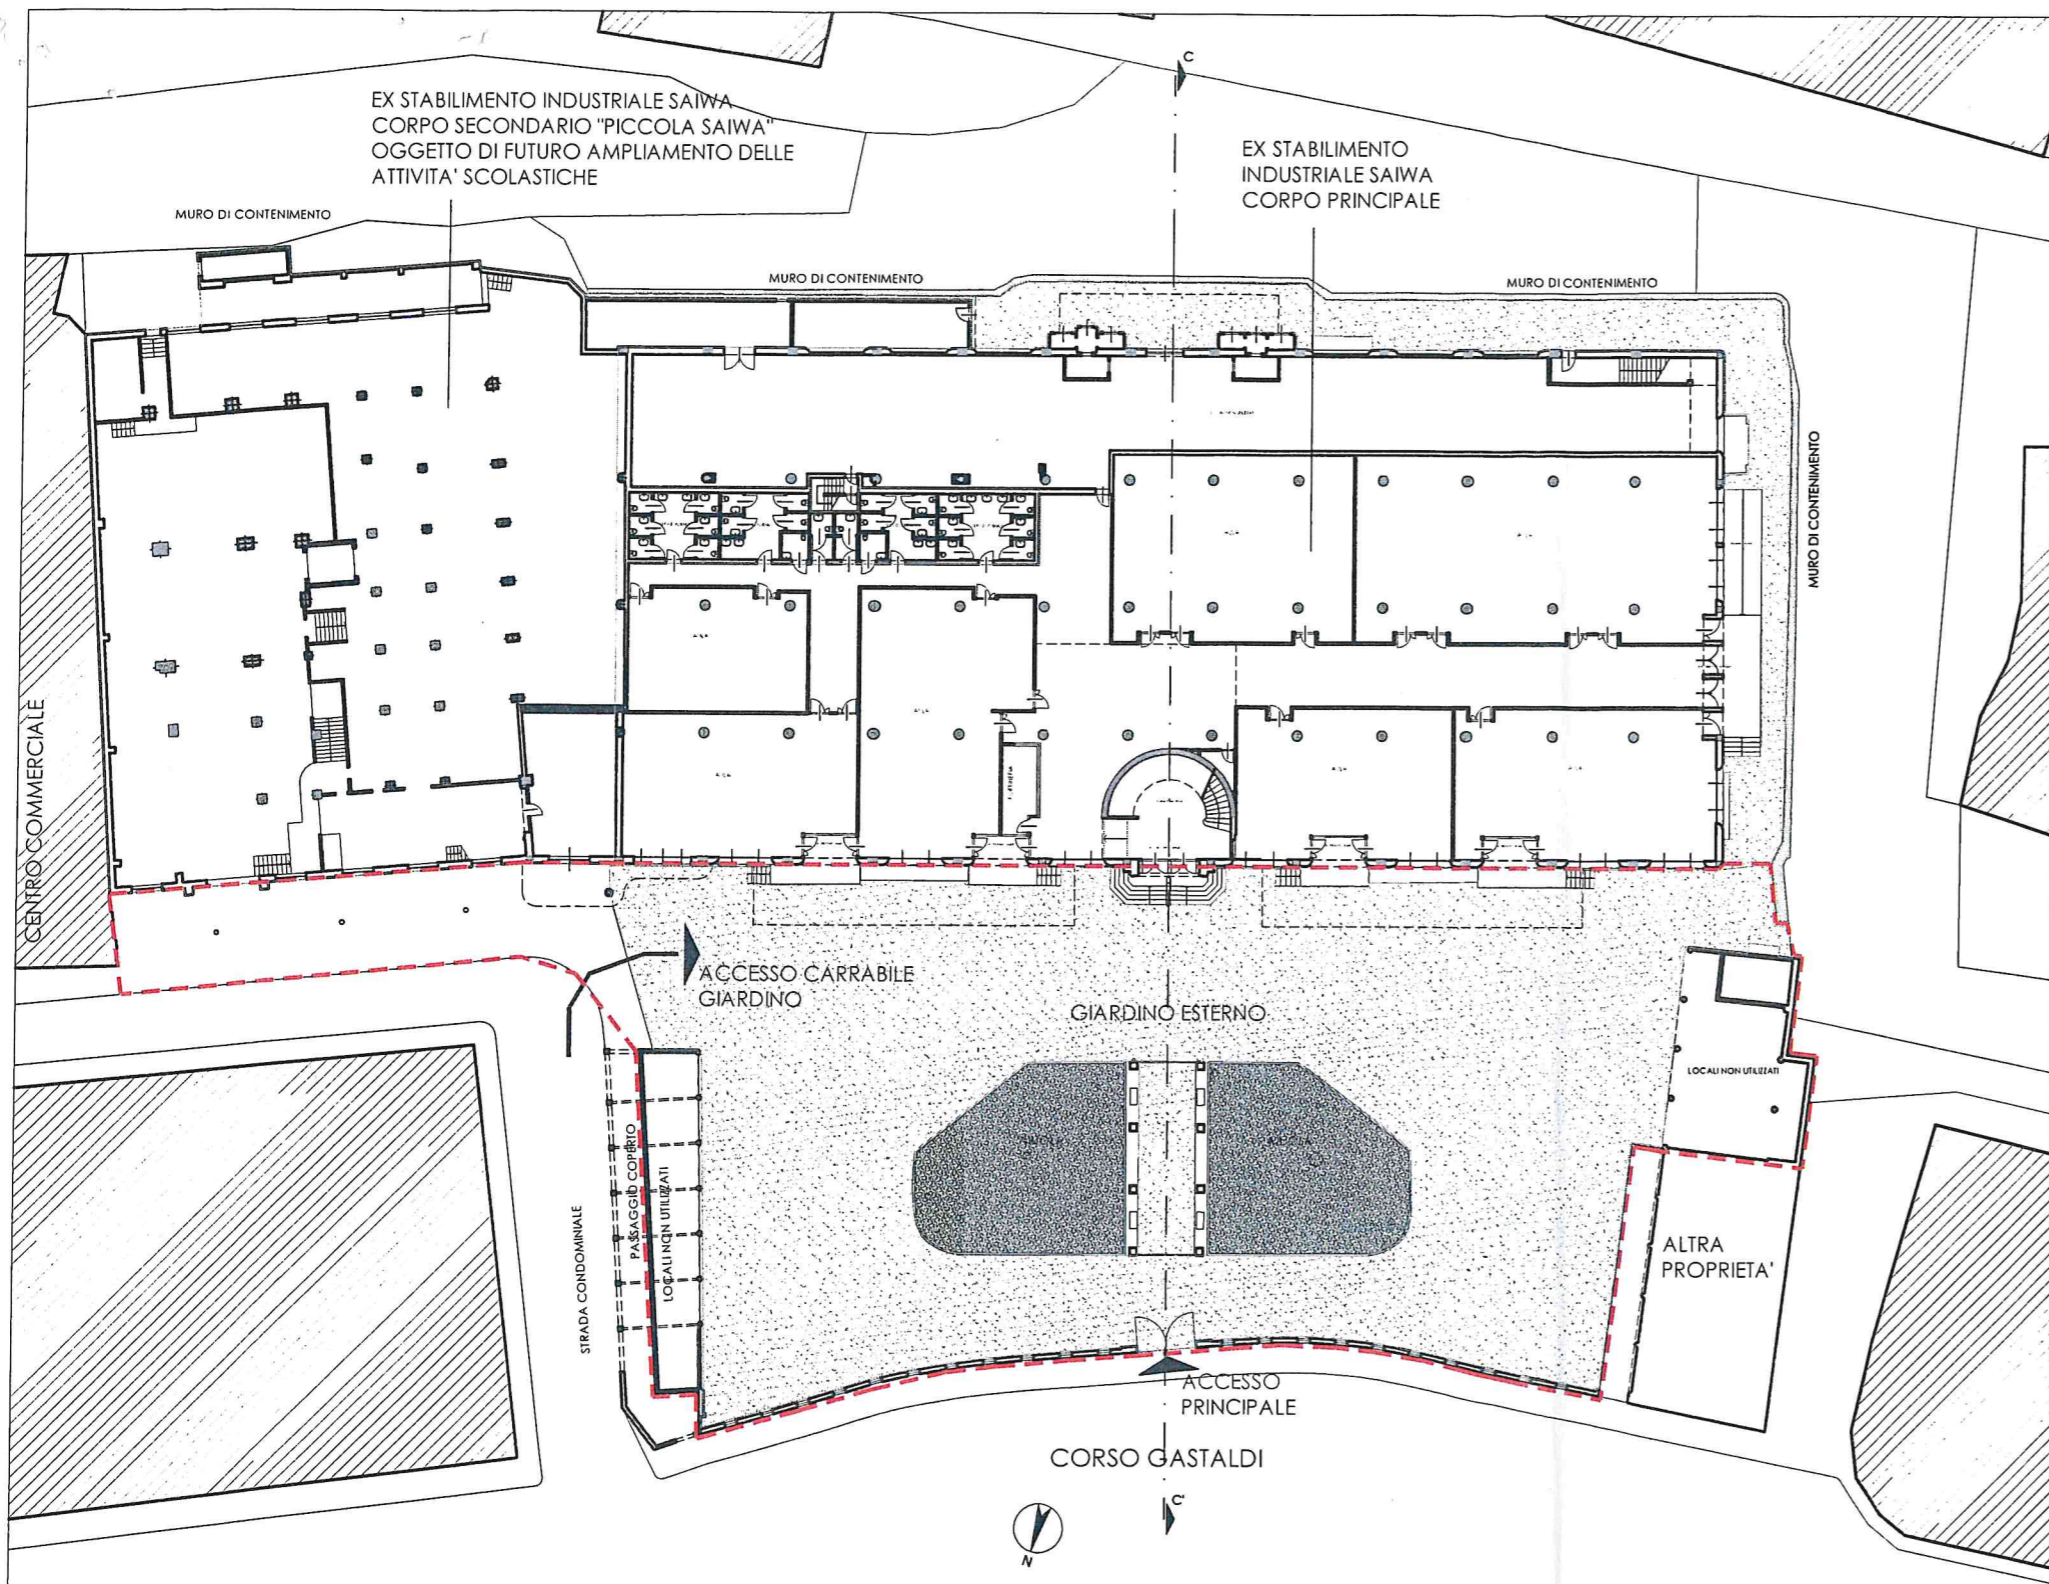 C
EX STABILIMENTO INDUSTRIALE SAIWA
CORPO SECONDARIO "PICCOLA SAIWA"
OGGETTO DI FUTURO AMPLIAMENTO DELLE
ATTIVITA' SCOLASTICHE
EX STABILIMENTO
INDUSTRIALE SAIWA
CORPO PRINCIPALE
MURO DI CONTENIMENTO
MURO DI CONTENIMENTO
MURO DI CONTENIMENTO
MURO DI CONTENIMENTO
CENTRO COMMERCIALE
ACCESSO CARRABILE
GIARDINO
GIARDINO ESTERNO
LOCALI NON UTILIZZATI
PASSAGGIO COPERTO
LOCALI NON UTILIZZATI
STRADA CONDOMINIALE
ALTRA
PROPRIETA'
ACCESSO
PRINCIPALE
CORSO GASTALDI
C'
N